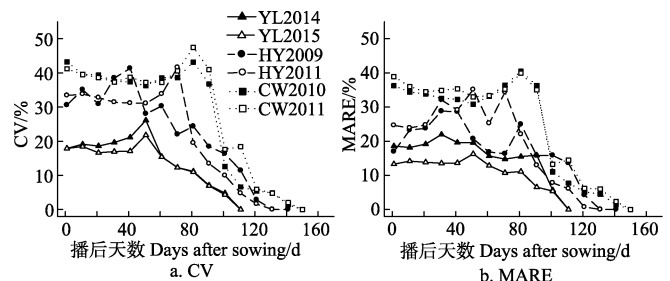 YL2014
YL2015
HY2009
HY2011
CW2010
CW2011
CV/%
50
40
30
20
10
0
0 40 80 120 160
播后天数 Days after sowing/d
a. CV
MARE/%
50
40
30
20
10
0
0 40 80 120 160
播后天数 Days after sowing/d
b. MARE